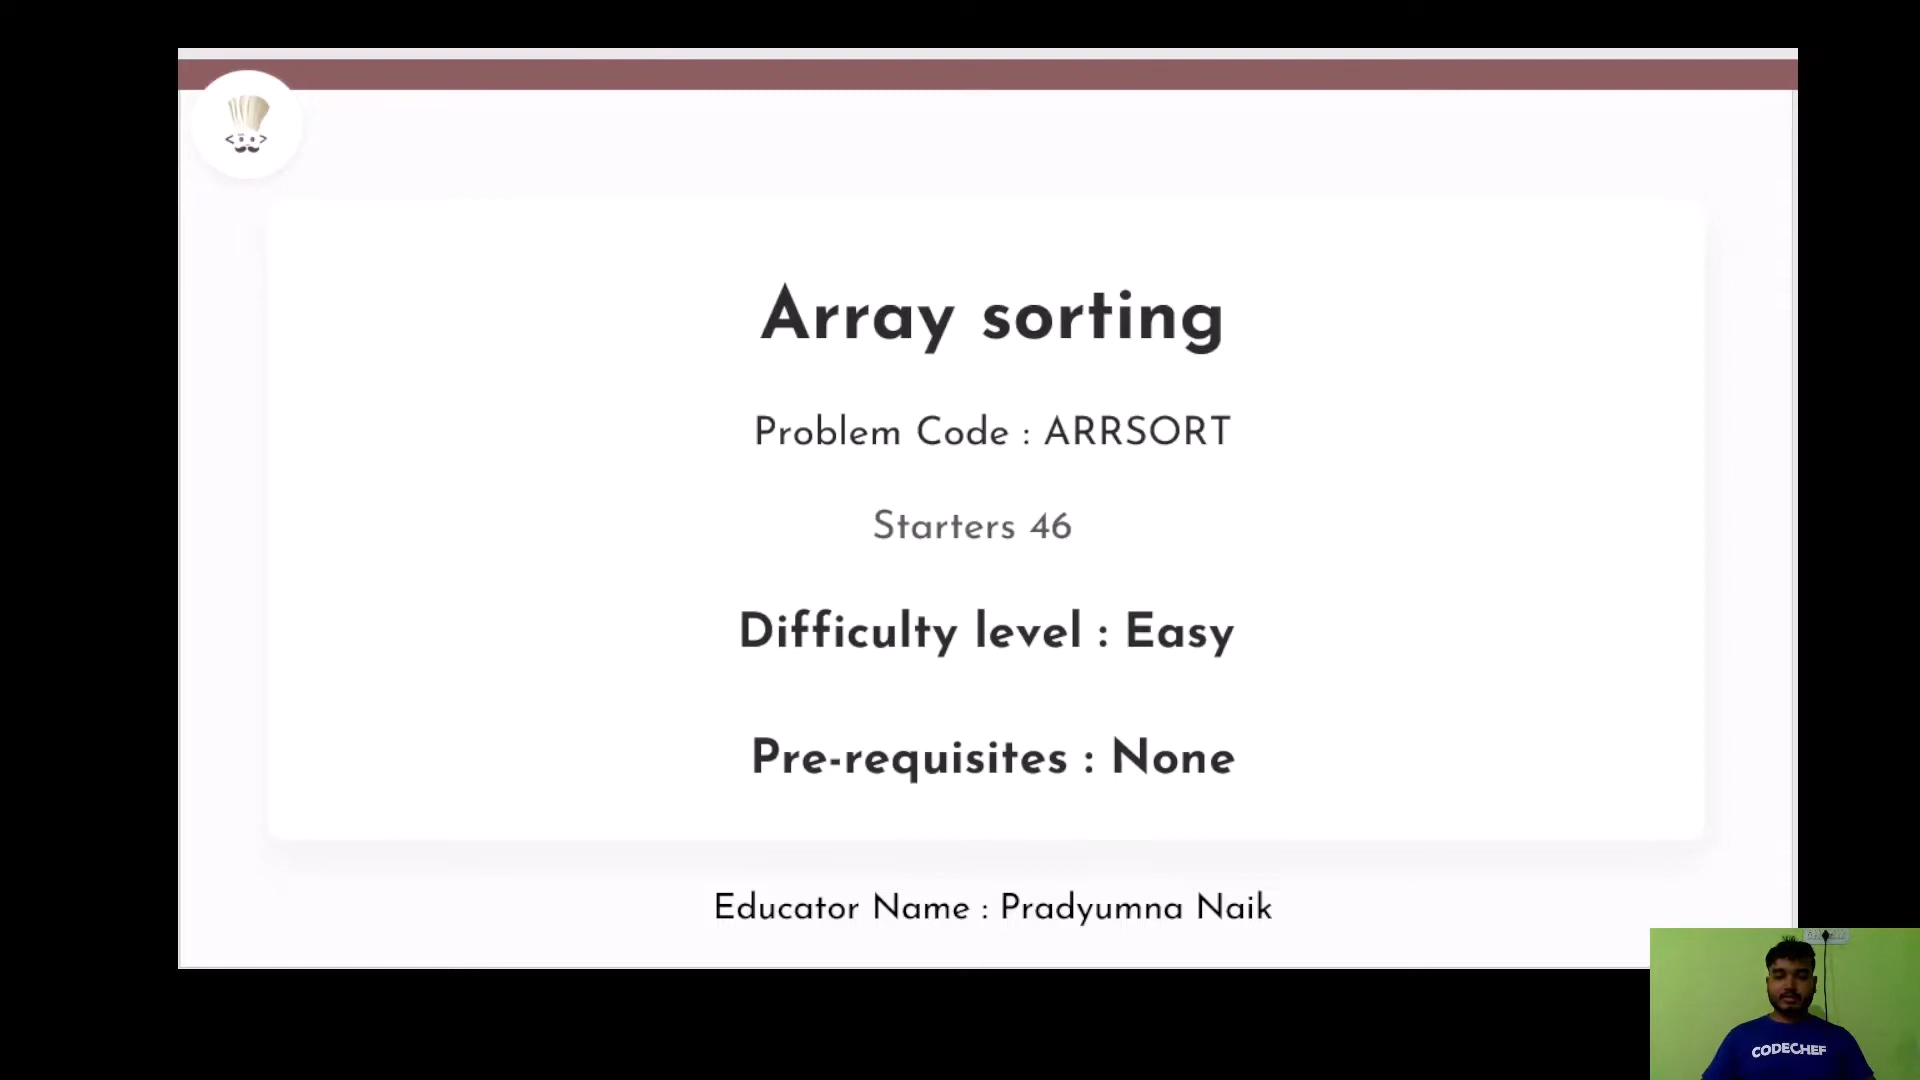 Array sorting
Problem Code : ARRSORT
Starters 46
Difficulty level : Easy
Pre-requisites : None
Educator Name : Pradyumna Naik
CODECHEF